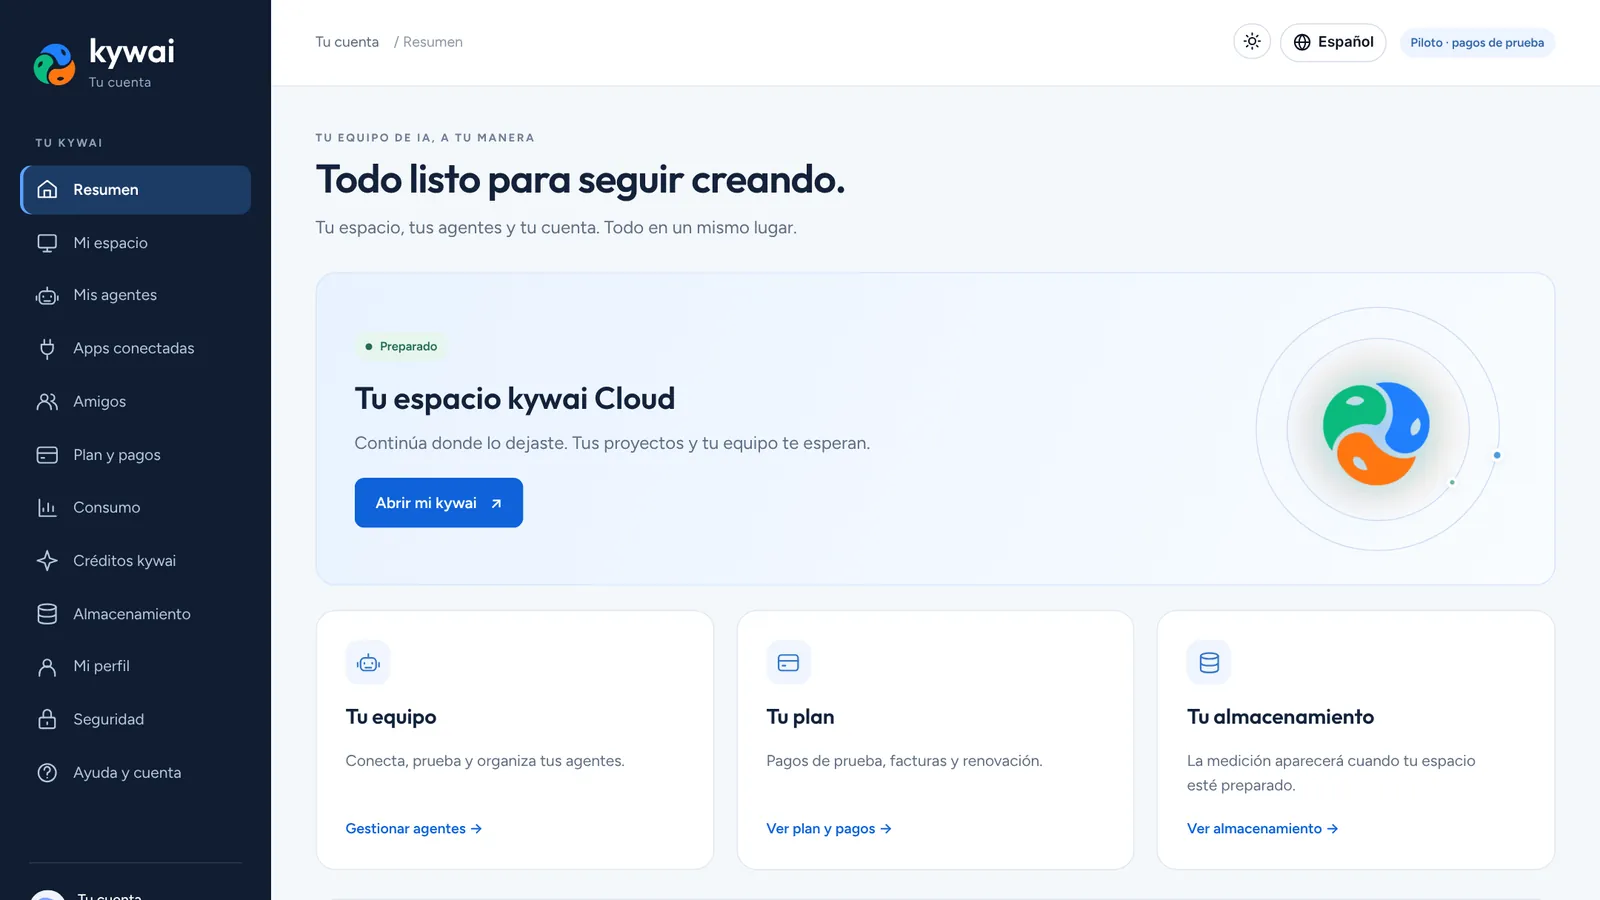 kywai
Tu cuenta
TU KYWAI
Resumen
Mi espacio
Mis agentes
Apps conectadas
Amigos
Plan y pagos
Consumo
Créditos kywai
Almacenamiento
Mi perfil
Seguridad
Ayuda y cuenta
Tu cuenta
Tu cuenta / Resumen
Español
Piloto · pagos de prueba
TU EQUIPO DE IA, A TU MANERA
Todo listo para seguir creando.
Tu espacio, tus agentes y tu cuenta. Todo en un mismo lugar.
Preparado
Tu espacio kywai Cloud
Continúa donde lo dejaste. Tus proyectos y tu equipo te esperan.
Abrir mi kywai
Tu equipo
Conecta, prueba y organiza tus agentes.
Gestionar agentes →
Tu plan
Pagos de prueba, facturas y renovación.
Ver plan y pagos →
Tu almacenamiento
La medición aparecerá cuando tu espacio
esté preparado.
Ver almacenamiento →